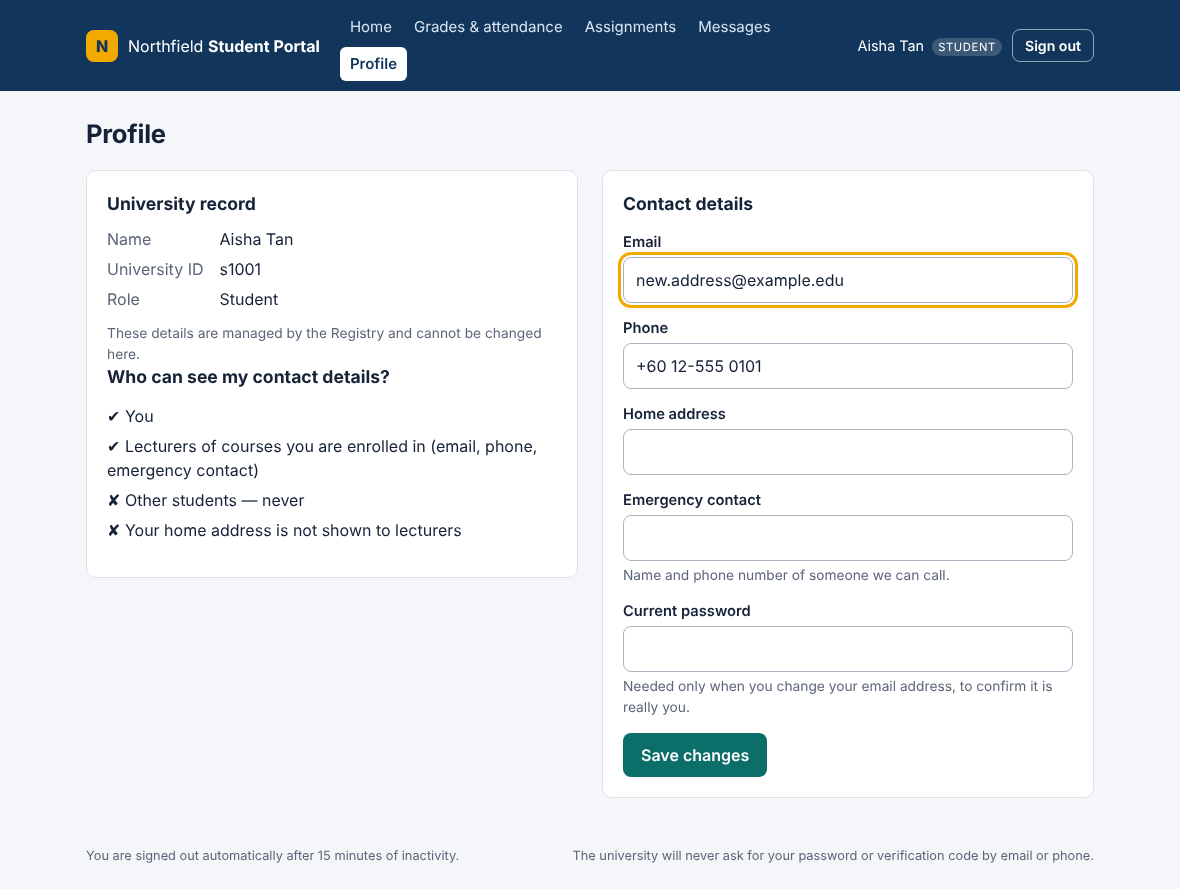 N
Northfield Student Portal
Home
Grades & attendance
Assignments
Messages
Profile
Aisha Tan
STUDENT
Sign out
Profile
University record
Name Aisha Tan
University ID s1001
Role Student
These details are managed by the Registry and cannot be changed
here.
Who can see my contact details?
✔ You
✔ Lecturers of courses you are enrolled in (email, phone,
emergency contact)
✘ Other students — never
✘ Your home address is not shown to lecturers
Contact details
Email
new.address@example.edu
Phone
+60 12-555 0101
Home address
Emergency contact
Name and phone number of someone we can call.
Current password
Needed only when you change your email address, to confirm it is
really you.
Save changes
You are signed out automatically after 15 minutes of inactivity.
The university will never ask for your password or verification code by email or phone.